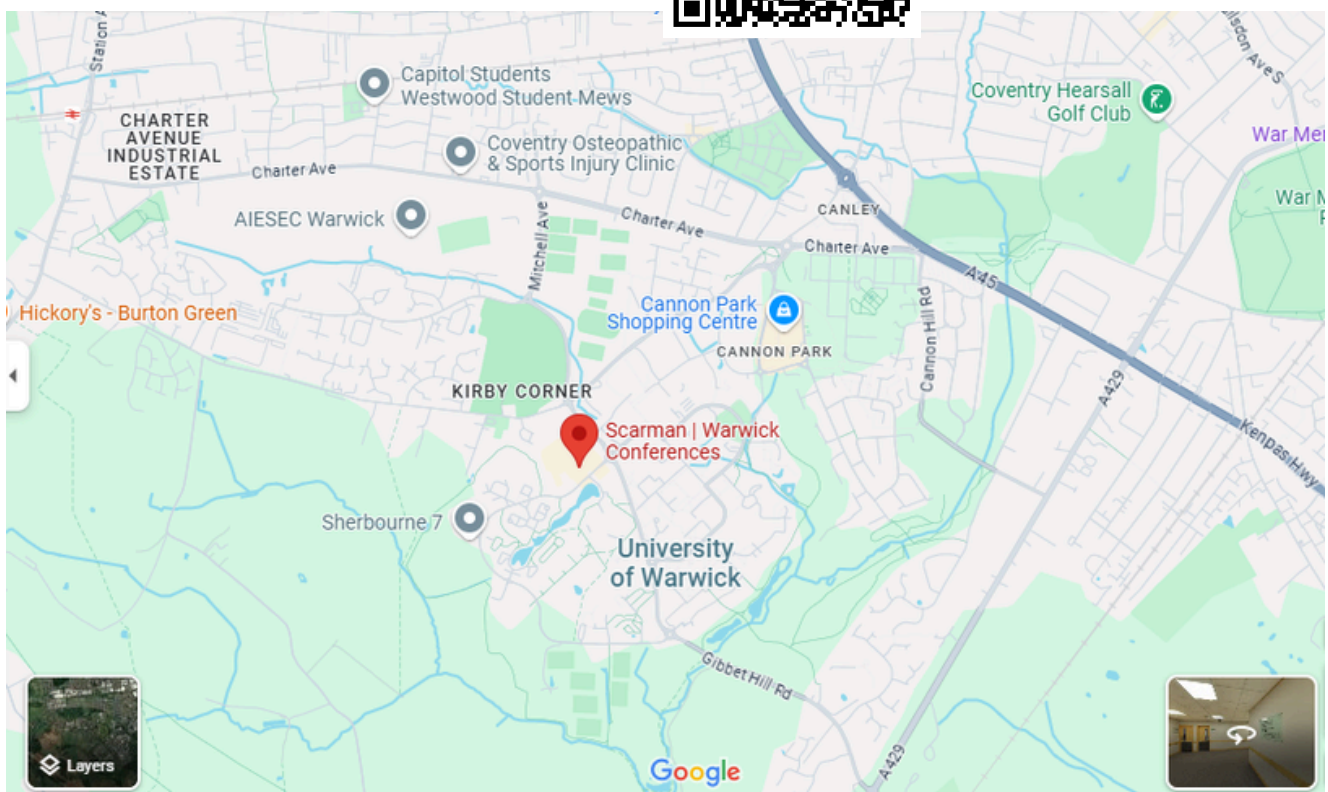 Capitol Students
Westwood Student Mews
Coventry Hearsall
Golf Club
CHARTER
AVENUE
INDUSTRIAL
ESTATE
Coventry Osteopathic
& Sports Injury Clinic
Charter Ave
AIESEC Warwick
Mitchell Ave
Charter Ave
CANLEY
Charter Ave
A45
Hickory's - Burton Green
Cannon Park
Shopping Centre
CANNON PARK
Cannon Hill Rd
A429
KIRBY CORNER
Scarman | Warwick
Conferences
Kenpas Hwy
Sherbourne 7
University
of Warwick
Gibbet Hill Rd
A429
Layers
Google